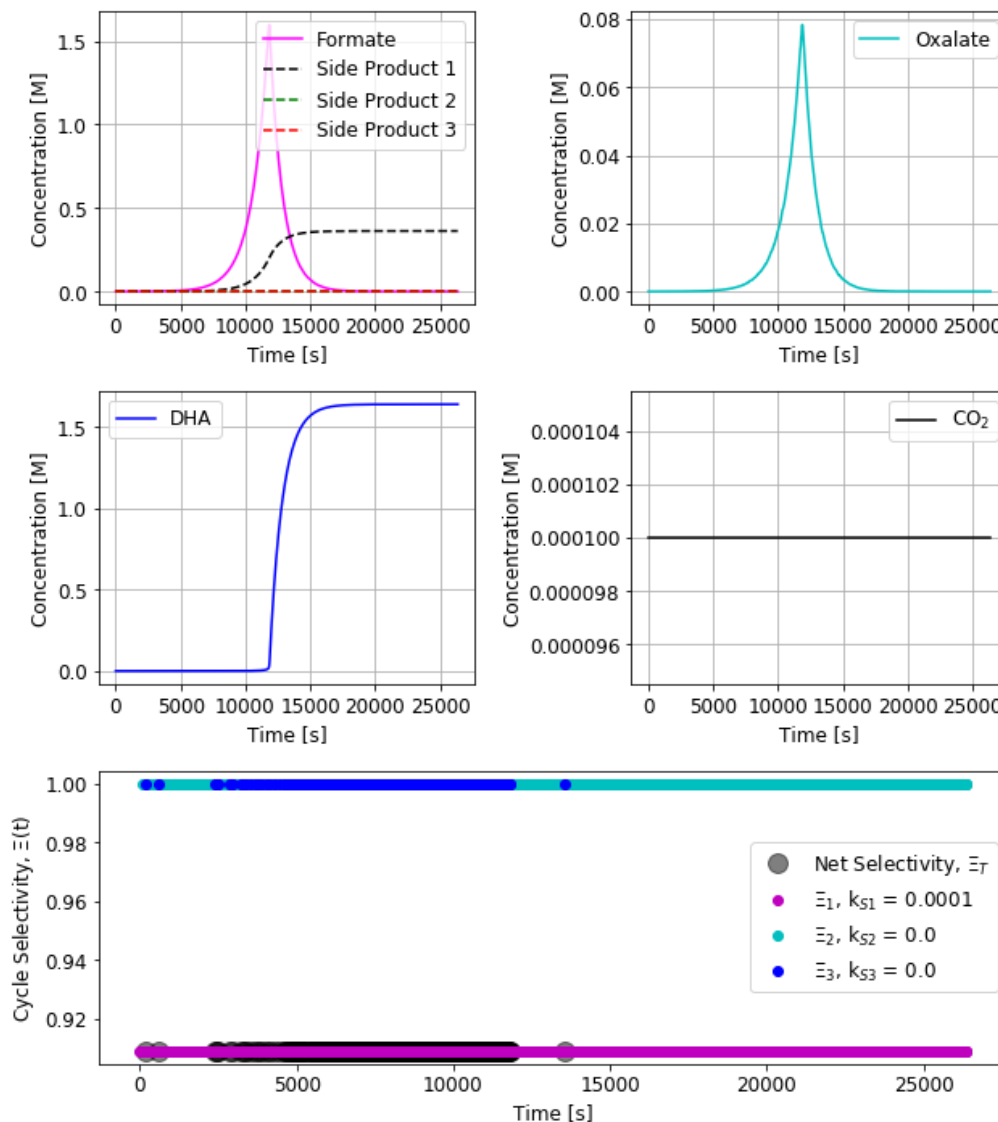 Concentration [M]
1.5
1.0
0.5
0.0
Formate
Side Product 1
Side Product 2
Side Product 3
0 5000 10000 15000 20000 25000
Time [s]
Concentration [M]
0.08
0.06
0.04
0.02
0.00
Oxalate
0 5000 10000 15000 20000 25000
Time [s]
Concentration [M]
1.5
1.0
0.5
0.0
DHA
0 5000 10000 15000 20000 25000
Time [s]
Concentration [M]
0.000104
0.000102
0.000100
0.000098
0.000096
CO₂
0 5000 10000 15000 20000 25000
Time [s]
Cycle Selectivity, Ξ(t)
1.00
0.98
0.96
0.94
0.92
Net Selectivity, Ξ_T
Ξ₁, k_S1 = 0.0001
Ξ₂, k_S2 = 0.0
Ξ₃, k_S3 = 0.0
0 5000 10000 15000 20000 25000
Time [s]